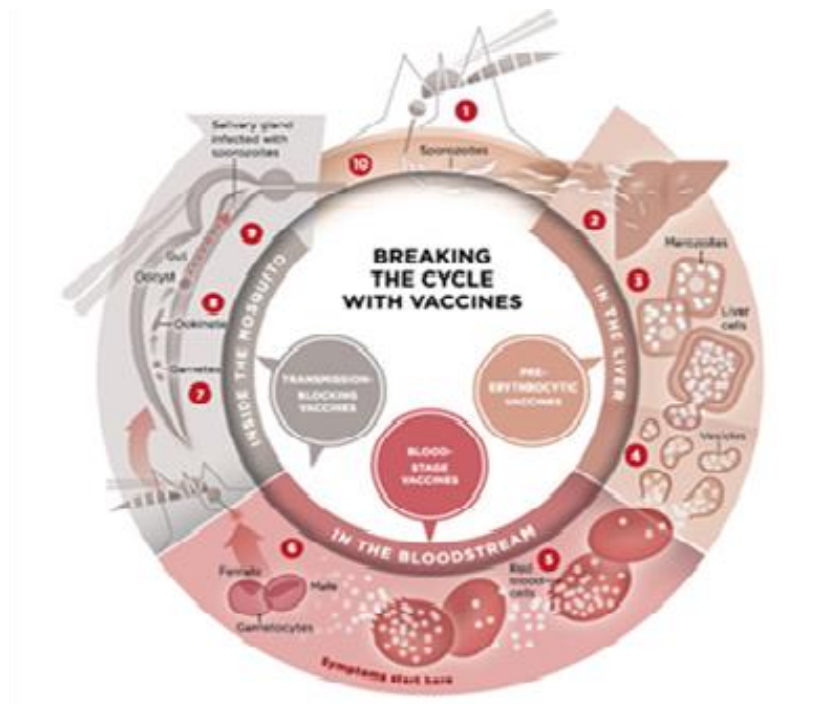 1
Salivary gland
infected with
sporozoites
10
Sporozoites
2
9
Merozoites
Gut
BREAKING
THE CYCLE
WITH VACCINES
3
Oocyst
8
Liver
cells
Ookinete
INSIDE THE MOSQUITO
IN THE LIVER
Gametes
7
TRANSMISSION-
BLOCKING
VACCINES
PRE-
ERYTHROCYTIC
VACCINES
BLOOD-
STAGE
VACCINES
Vesicles
4
IN THE BLOODSTREAM
6
5
Red
blood
cells
Female
Male
Gametocytes
Symptoms start here